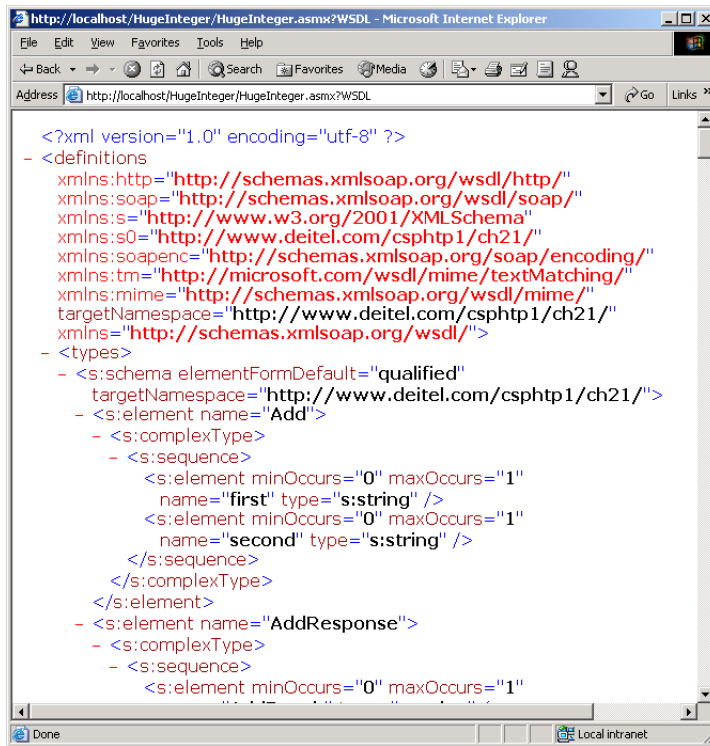 http://localhost/HugeInteger/HugeInteger.asmx?WSDL - Microsoft Internet Explorer
File Edit View Favorites Tools Help
Back Search Favorites Media
Address http://localhost/HugeInteger/HugeInteger.asmx?WSDL Go Links »
<?xml version="1.0" encoding="utf-8" ?>
- <definitions
xmlns:http="http://schemas.xmlsoap.org/wsdl/http/"
xmlns:soap="http://schemas.xmlsoap.org/wsdl/soap/"
xmlns:s="http://www.w3.org/2001/XMLSchema"
xmlns:s0="http://www.deitel.com/csphtp1/ch21/"
xmlns:soapenc="http://schemas.xmlsoap.org/soap/encoding/"
xmlns:tm="http://microsoft.com/wsdl/mime/textMatching/"
xmlns:mime="http://schemas.xmlsoap.org/wsdl/mime/"
targetNamespace="http://www.deitel.com/csphtp1/ch21/"
xmlns="http://schemas.xmlsoap.org/wsdl/">
- <types>
- <s:schema elementFormDefault="qualified"
targetNamespace="http://www.deitel.com/csphtp1/ch21/">
- <s:element name="Add">
- <s:complexType>
- <s:sequence>
<s:element minOccurs="0" maxOccurs="1"
name="first" type="s:string" />
<s:element minOccurs="0" maxOccurs="1"
name="second" type="s:string" />
</s:sequence>
</s:complexType>
</s:element>
- <s:element name="AddResponse">
- <s:complexType>
- <s:sequence>
<s:element minOccurs="0" maxOccurs="1"
Done Local intranet